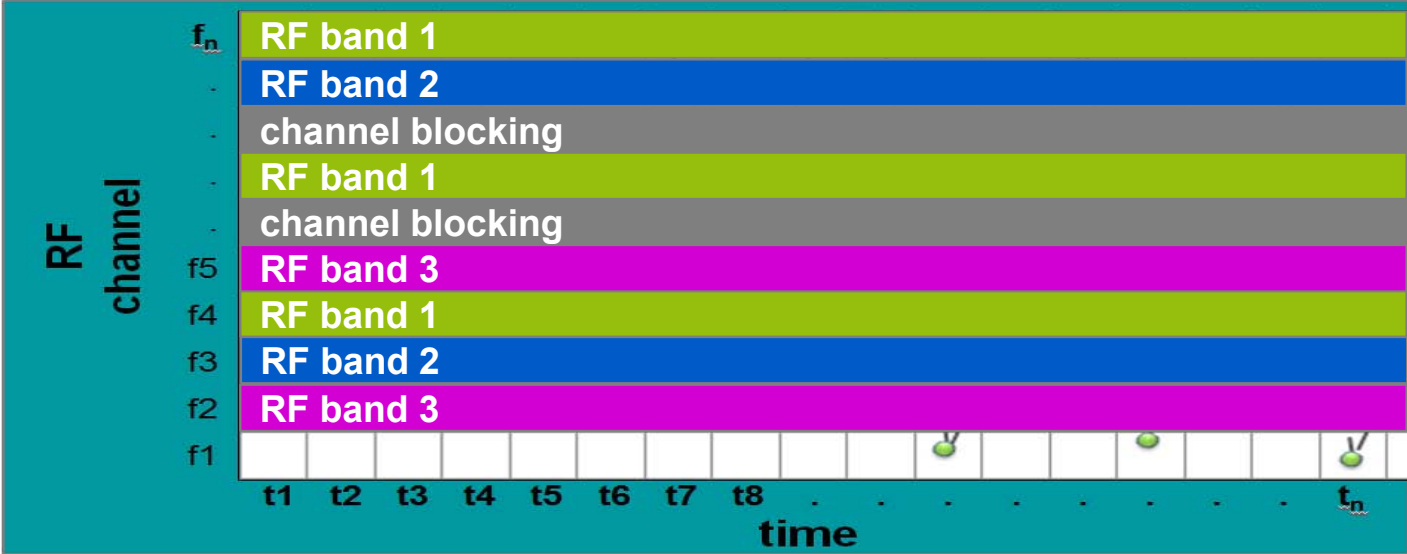 fn RF band 1
. RF band 2
. channel blocking
. RF band 1
. channel blocking
f5 RF band 3
f4 RF band 1
f3 RF band 2
f2 RF band 3
f1
RF
channel
t1 t2 t3 t4 t5 t6 t7 t8 . . . . . . . . tn
time